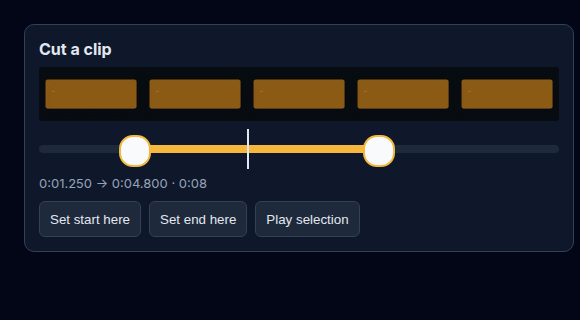 Cut a clip
0:01.250 → 0:04.800 · 0:08
Set start here
Set end here
Play selection